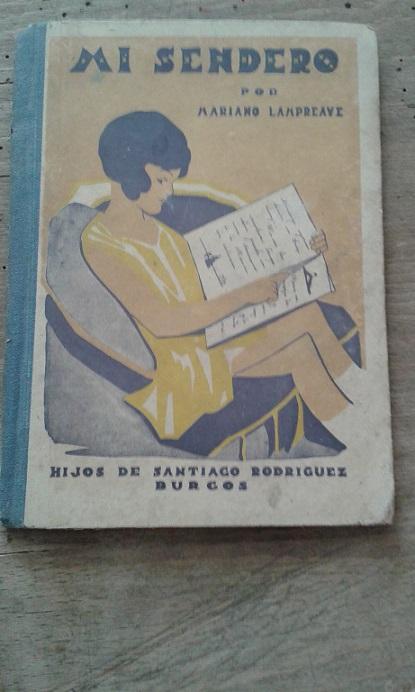 MI SENDERO
POR
MARIANO LAMPREAVE
HIJOS DE SANTIAGO RODRIGUEZ
BURGOS